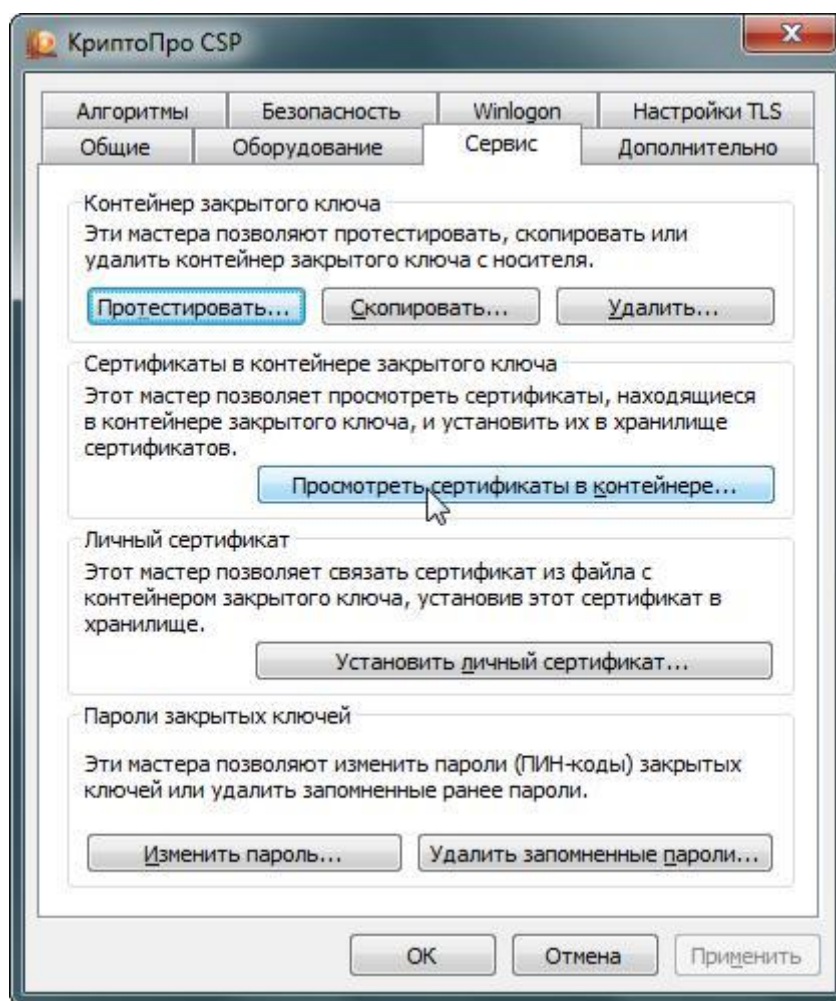 КриптоПро CSP
Алгоритмы Безопасность Winlogon Настройки TLS
Общие Оборудование Сервис Дополнительно
Контейнер закрытого ключа
Эти мастера позволяют протестировать, скопировать или
удалить контейнер закрытого ключа с носителя.
Протестировать... Скопировать... Удалить...
Сертификаты в контейнере закрытого ключа
Этот мастер позволяет просмотреть сертификаты, находящиеся
в контейнере закрытого ключа, и установить их в хранилище
сертификатов.
Просмотреть сертификаты в контейнере...
Личный сертификат
Этот мастер позволяет связать сертификат из файла с
контейнером закрытого ключа, установив этот сертификат в
хранилище.
Установить личный сертификат...
Пароли закрытых ключей
Эти мастера позволяют изменить пароли (ПИН-коды) закрытых
ключей или удалить запомненные ранее пароли.
Изменить пароль... Удалить запомненные пароли...
ОК Отмена Применить